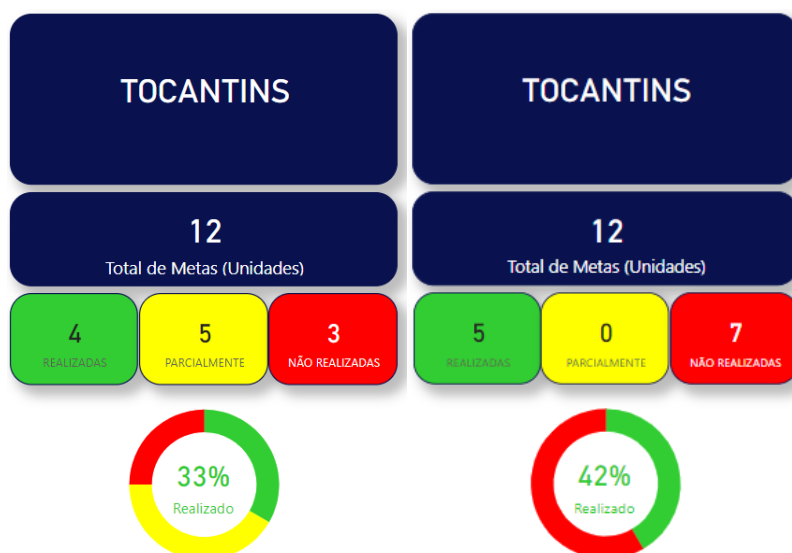 TOCANTINS
12
Total de Metas (Unidades)
4
REALIZADAS
5
PARCIALMENTE
3
NÃO REALIZADAS
33%
Realizado
TOCANTINS
12
Total de Metas (Unidades)
5
REALIZADAS
0
PARCIALMENTE
7
NÃO REALIZADAS
42%
Realizado